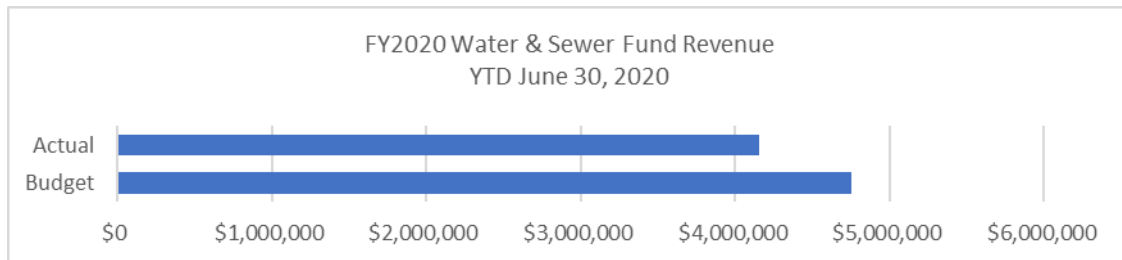 FY2020 Water & Sewer Fund Revenue
YTD June 30, 2020
Actual
Budget
$0 $1,000,000 $2,000,000 $3,000,000 $4,000,000 $5,000,000 $6,000,000